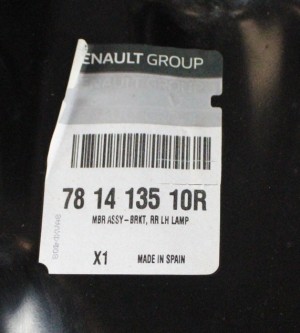 ENAULT GROUP
78 14 135 10R
MBR ASSY-BRKT, RR LH LAMP
X1 MADE IN SPAIN